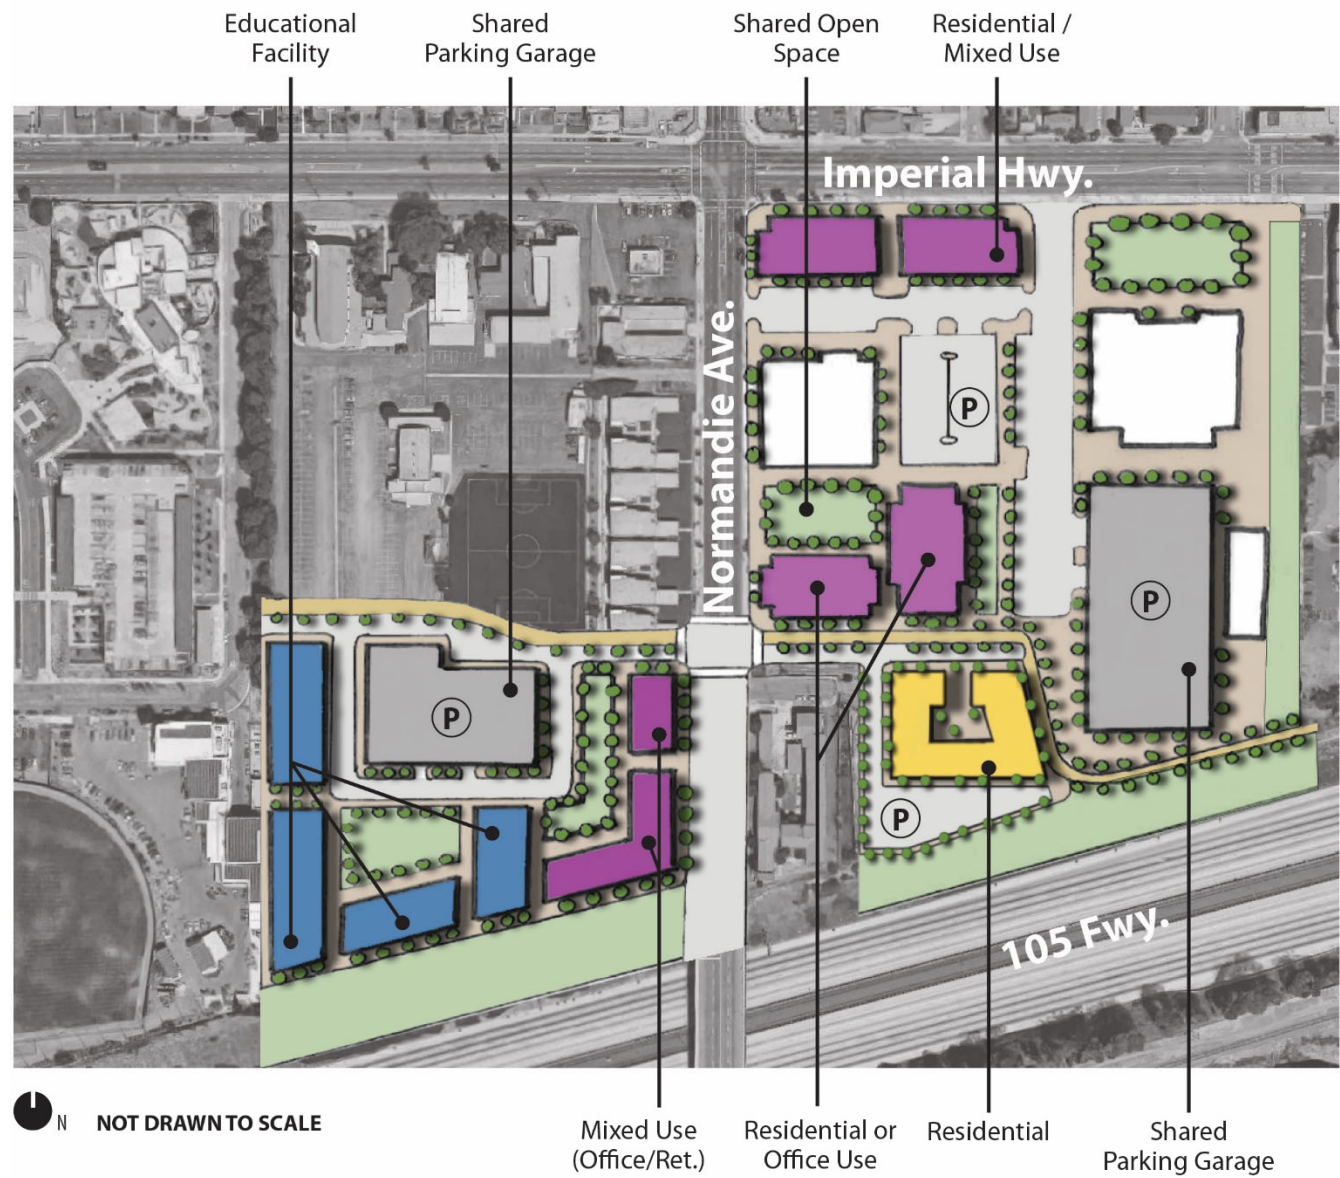 Educational
Facility
Shared
Parking Garage
Shared Open
Space
Residential /
Mixed Use
Imperial Hwy.
Normandie Ave.
P
P
P
P
105 Fwy.
N
NOT DRAWN TO SCALE
Mixed Use
(Office/Ret.)
Residential or
Office Use
Residential
Shared
Parking Garage